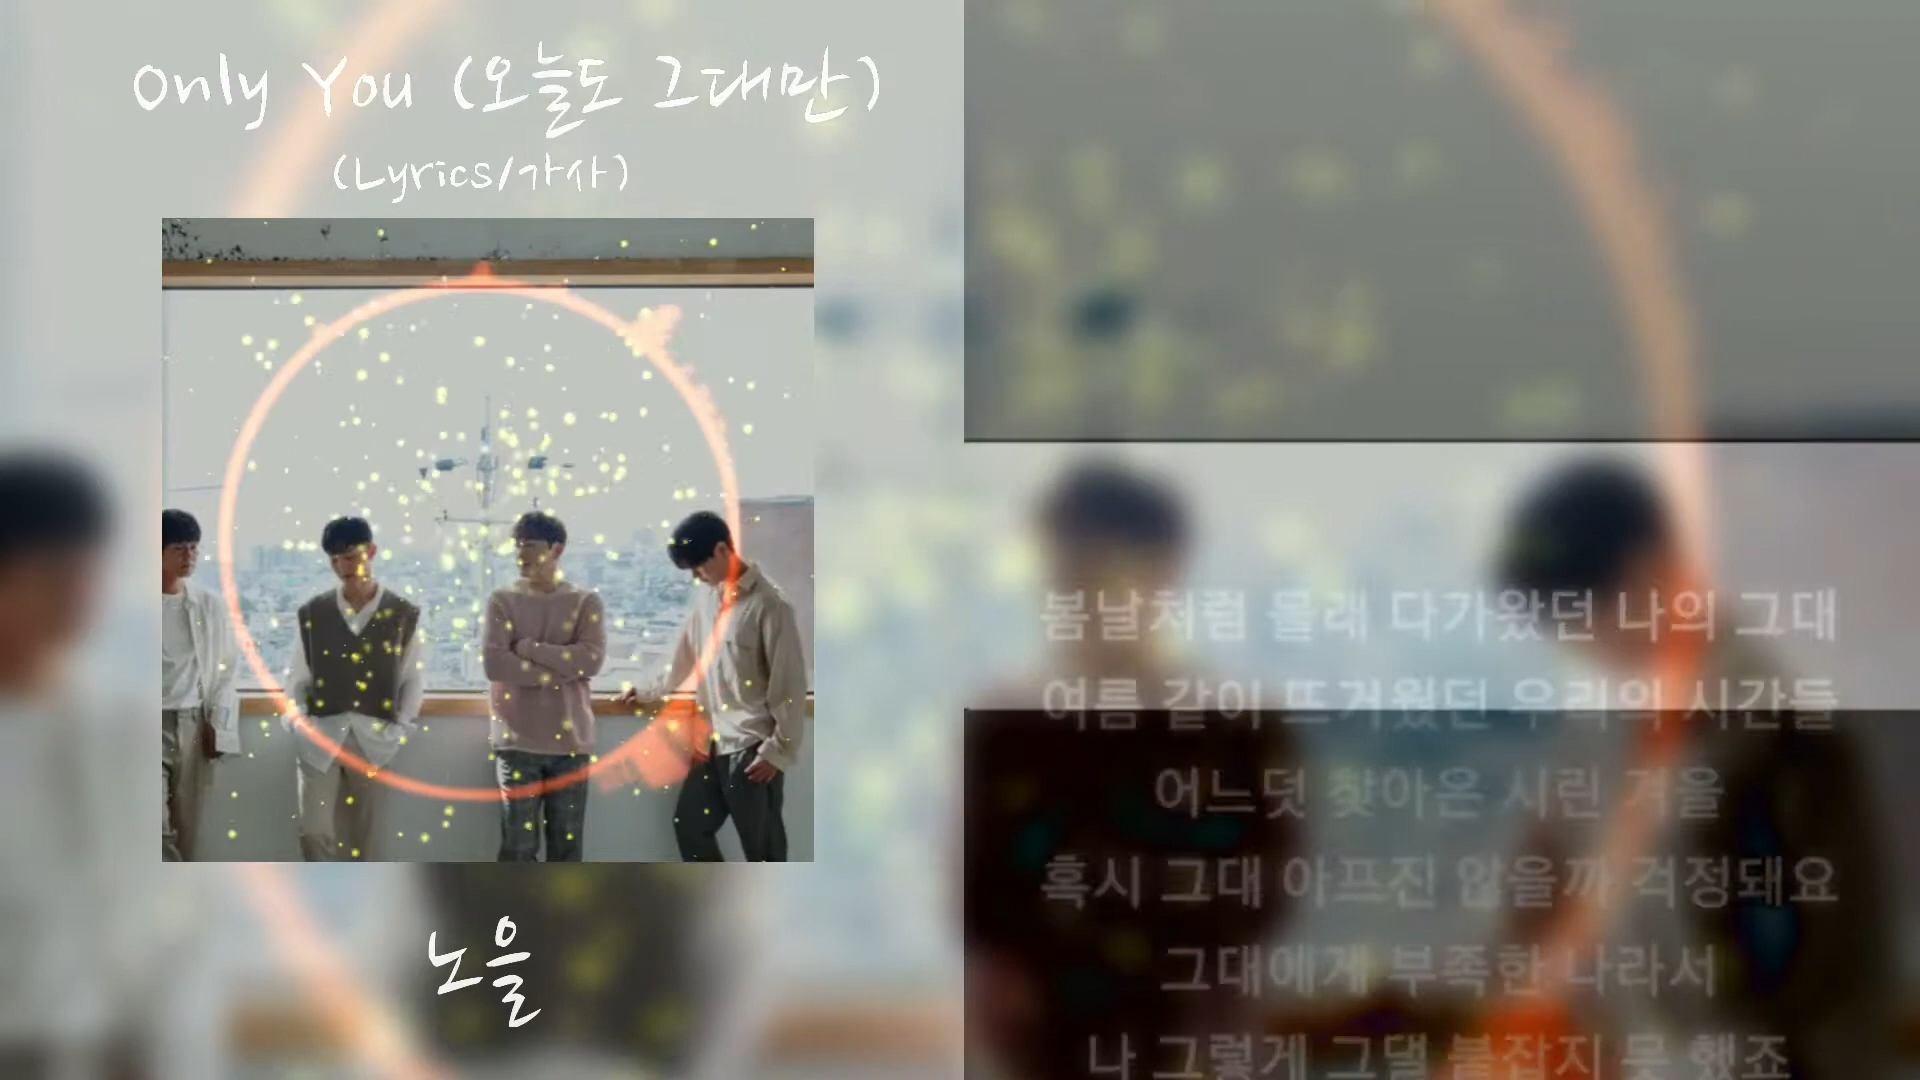 Only You (오늘도 그대만)
(Lyrics/가사)
노을
봄날처럼 몰래 다가왔던 나의 그대
여름 같이 뜨거웠던 우리의 시간들
어느덧 찾아온 시린 겨울
혹시 그대 아프진 않을까 걱정돼요
그대에게 부족한 나라서
나 그렇게 그댈 붙잡지 못 했죠